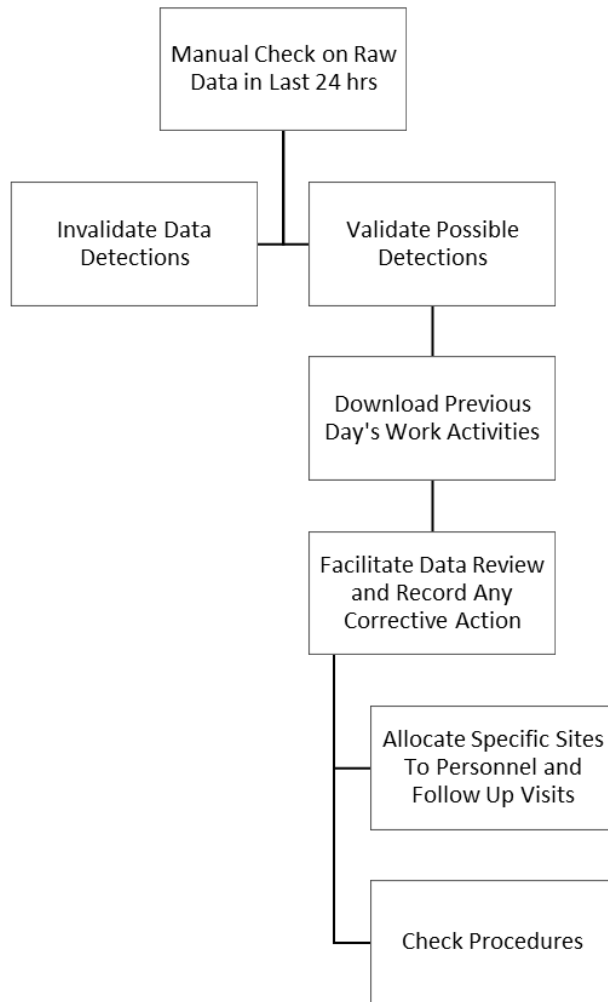 Manual Check on Raw
Data in Last 24 hrs
Invalidate Data
Detections
Validate Possible
Detections
Download Previous
Day's Work Activities
Facilitate Data Review
and Record Any
Corrective Action
Allocate Specific Sites
To Personnel and
Follow Up Visits
Check Procedures